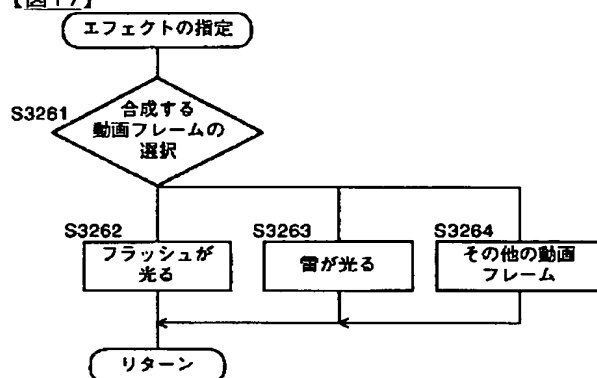 【図17】
エフェクトの指定
S3261
合成する
動画フレームの
選択
S3262
フラッシュが
光る
S3263
雷が光る
S3264
その他の動画
フレーム
リターン